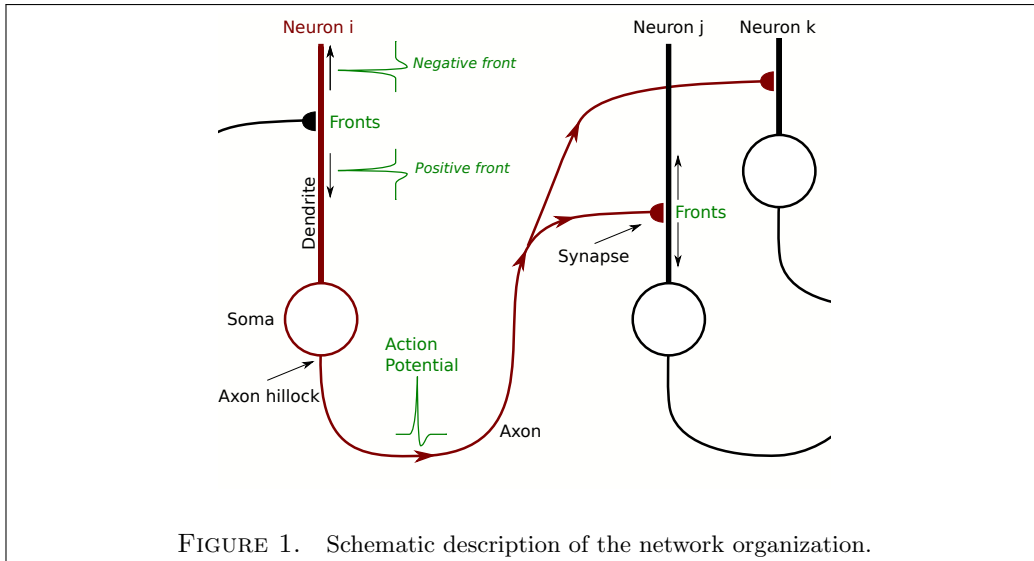 Neuron i
Neuron j
Neuron k
Negative front
Fronts
Positive front
Dendrite
Fronts
Synapse
Soma
Action
Potential
Axon hillock
Axon
FIGURE 1. Schematic description of the network organization.